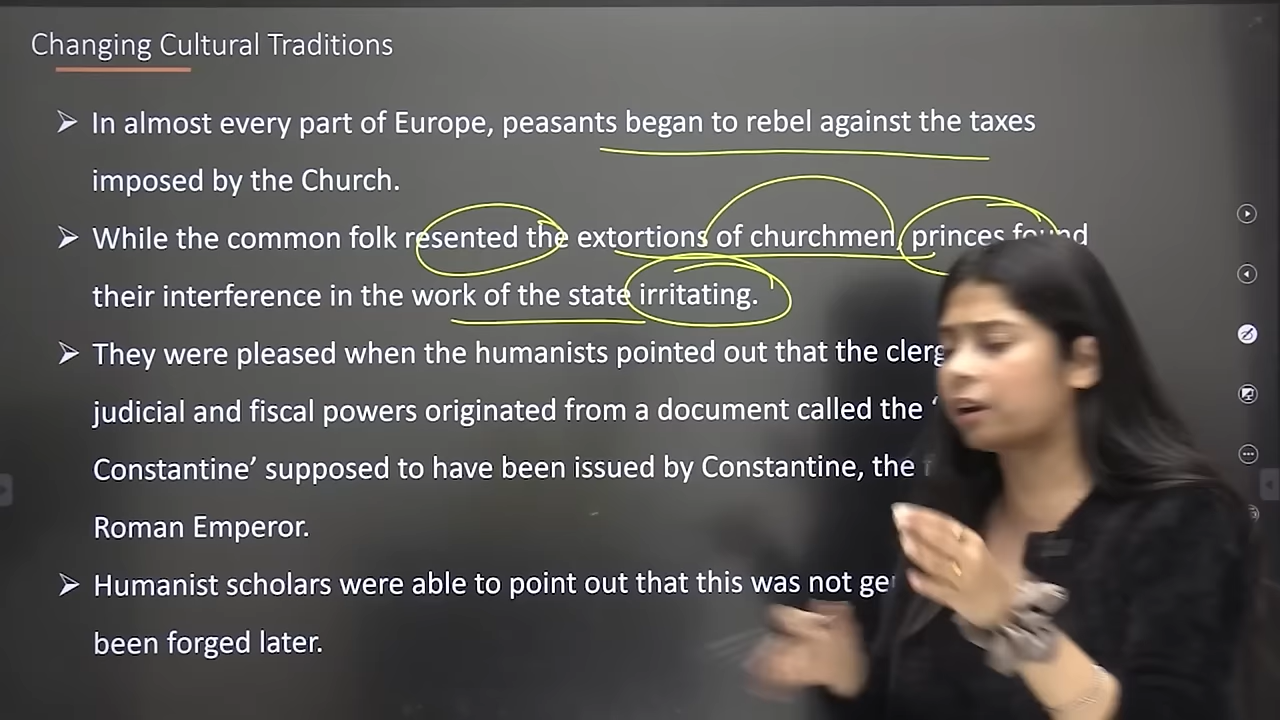 Changing Cultural Traditions
➢ In almost every part of Europe, peasants began to rebel against the taxes
imposed by the Church.
➢ While the common folk resented the extortions of churchmen, princes found
their interference in the work of the state irritating.
➢ They were pleased when the humanists pointed out that the
judicial and fiscal powers originated from a document called the ‘
Constantine’ supposed to have been issued by Constantine, the
Roman Emperor.
➢ Humanist scholars were able to point out that this was not
been forged later.